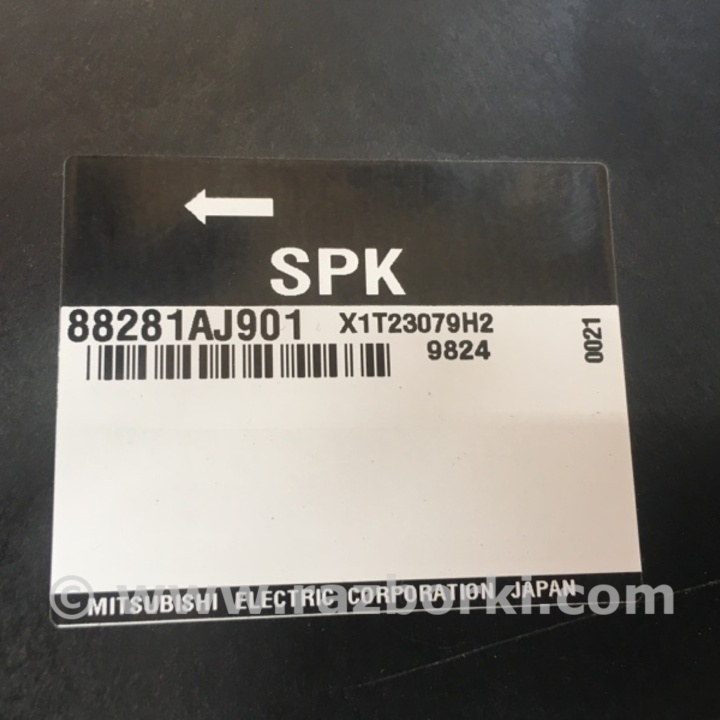 SPK
88281AJ901 X1T23079H2
9824
0021
MITSUBISHI ELECTRIC CORPORATION JAPAN
© www.razborki.com